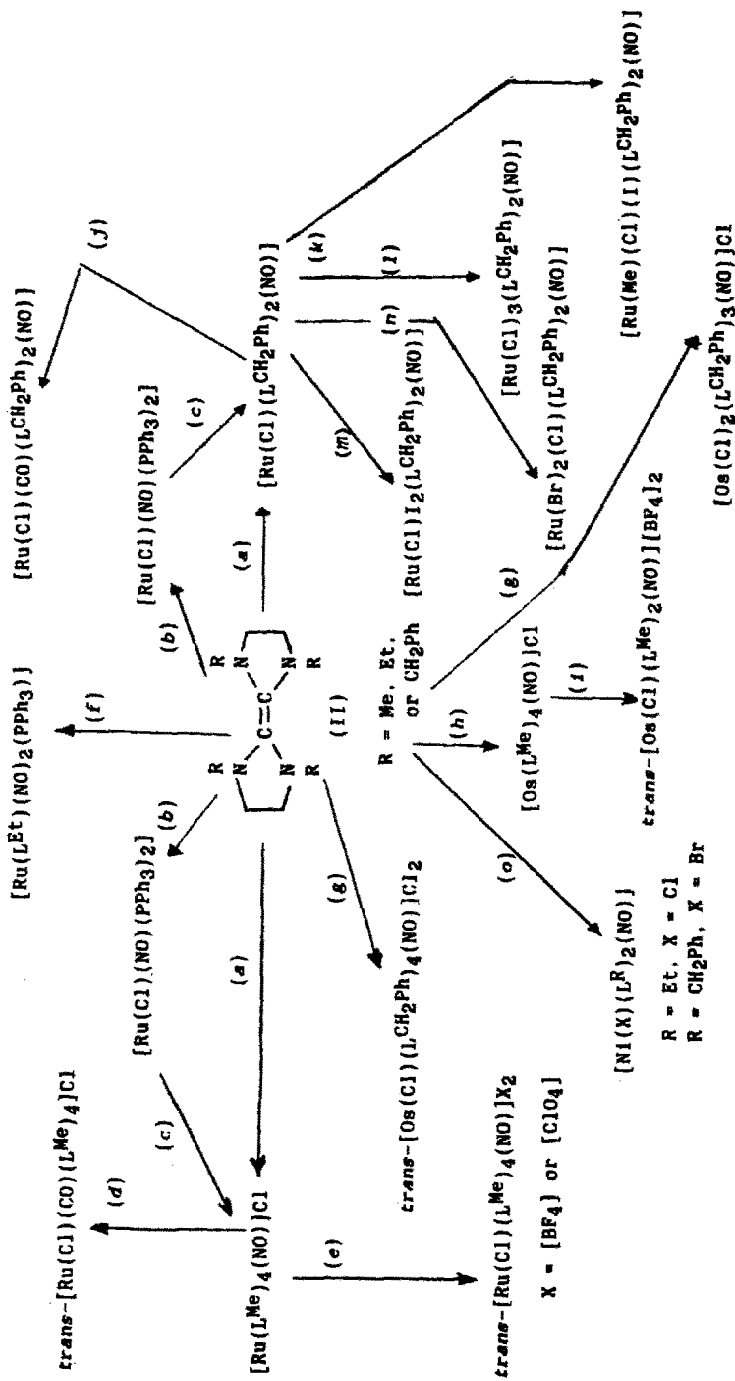 trans-[Ru(Cl)(CO)(L^Me)4]Cl
[Ru(L^Et)(NO)2(PPh3)]
[Ru(Cl)(CO)(L^CH2Ph)2(NO)]
(d)
(f)
(j)
[Ru(Cl)(NO)(PPh3)2]
[Ru(Cl)(NO)(PPh3)2]
(c)
(b)
(b)
(c)
[Ru(L^Me)4(NO)]Cl
(a)
R R
N N
C=C
N N
R R
(II)
(a)
[Ru(Cl)(L^CH2Ph)2(NO)]
(e)
(g)
(m)
(n)
(l)
(k)
trans-[Os(Cl)(L^CH2Ph)4(NO)]Cl2
R = Me, Et,
or CH2Ph
[Ru(Cl)I2(L^CH2Ph)2(NO)]
trans-[Ru(Cl)(L^Me)4(NO)]X2
X = [BF4] or [ClO4]
(o)
(h)
(g)
[Ru(Cl)3(L^CH2Ph)2(NO)]
[Ru(Br)2(Cl)(L^CH2Ph)2(NO)]
[Os(L^Me)4(NO)]Cl
(i)
[Ru(Me)(Cl)(I)(L^CH2Ph)2(NO)]
[Ni(X)(L^R)2(NO)]
R = Et, X = Cl
R = CH2Ph, X = Br
trans-[Os(Cl)(L^Me)2(NO)][BF4]2
[Os(Cl)2(L^CH2Ph)3(NO)]Cl